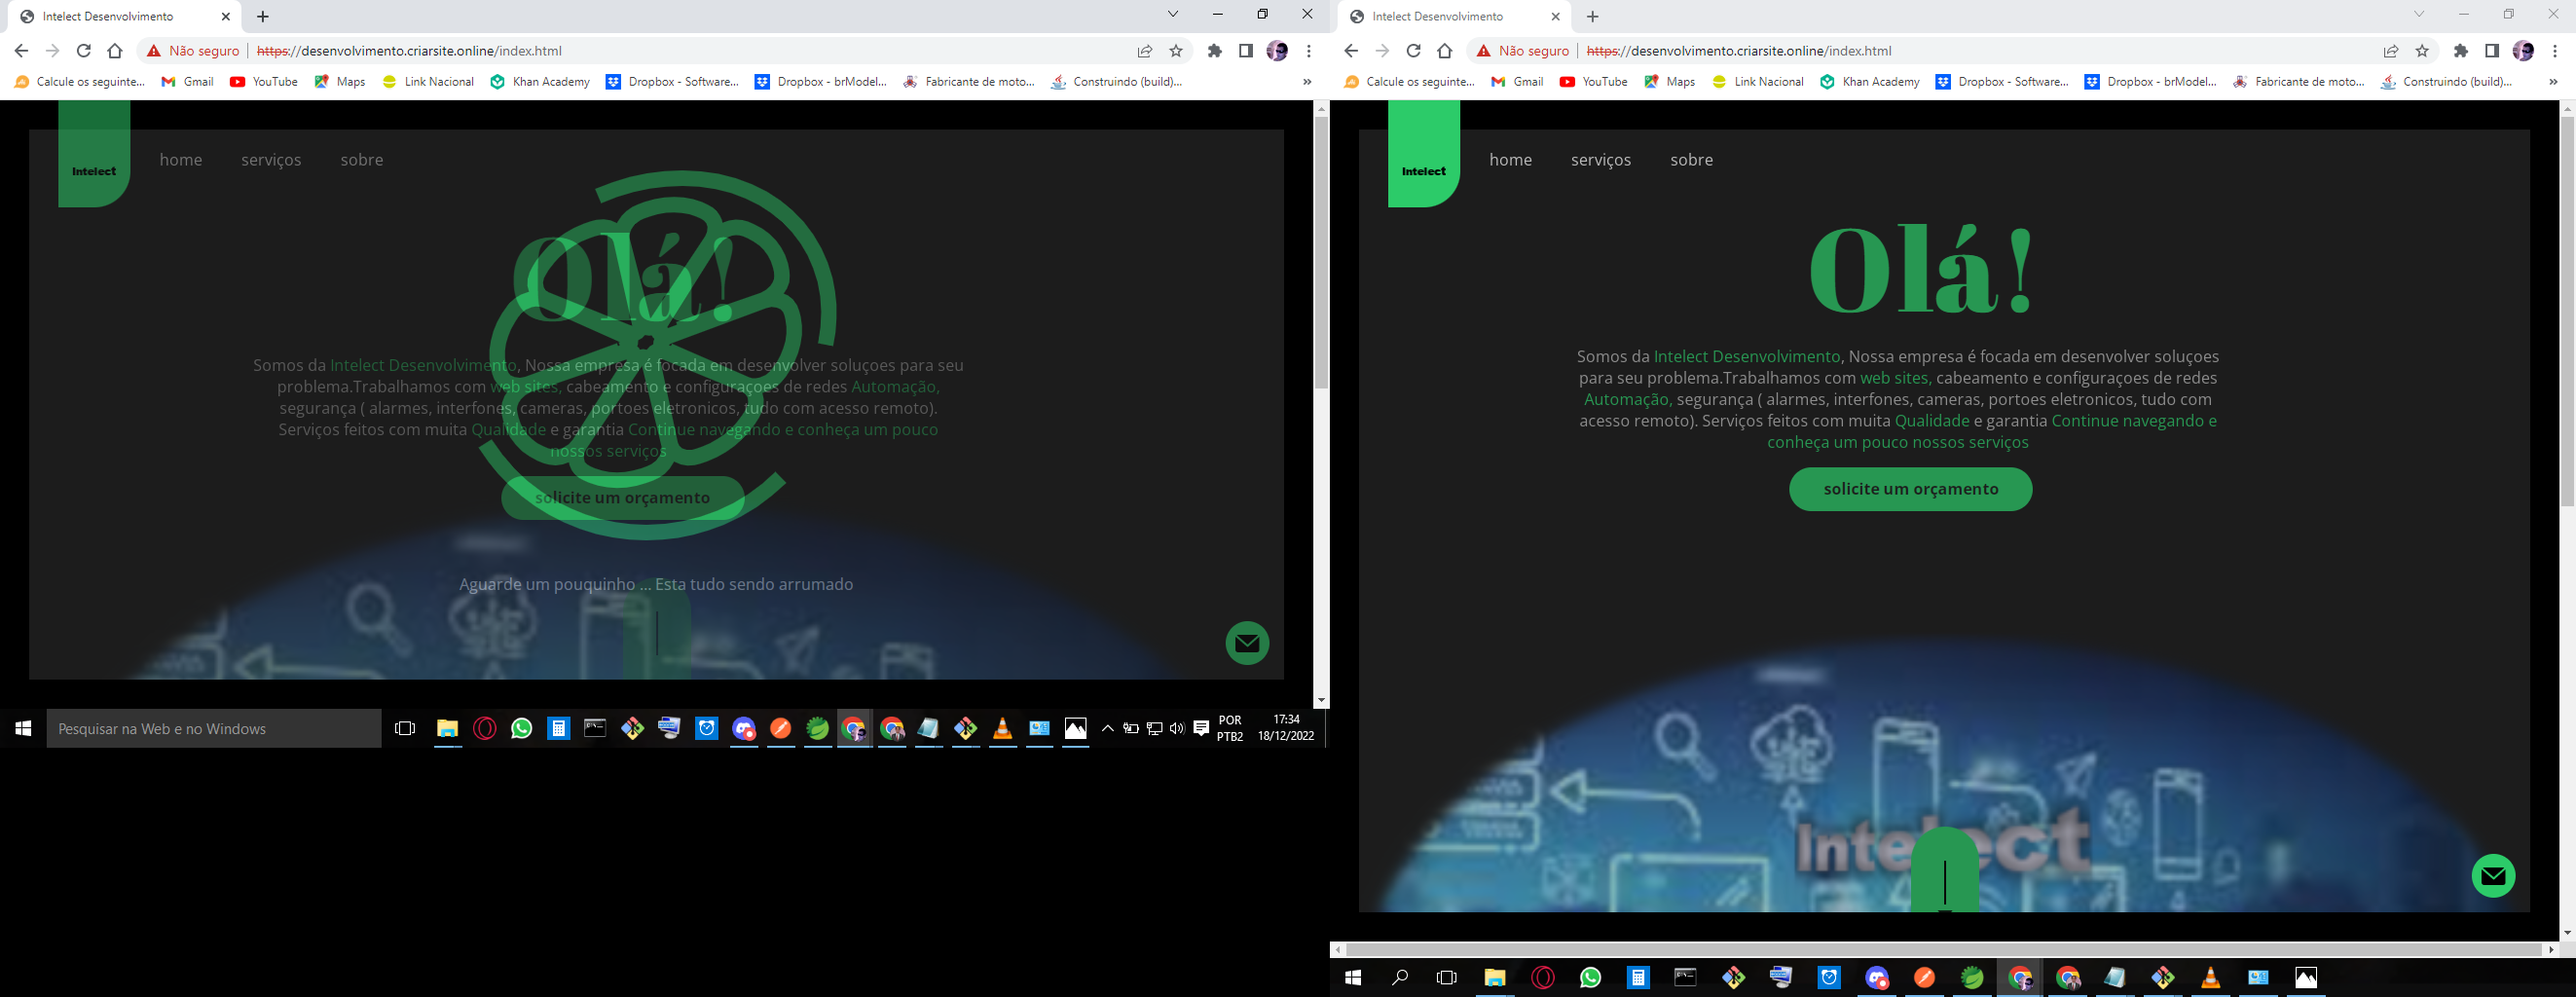 Intelect Desenvolvimento
Não seguro
https://desenvolvimento.criarsite.online/index.html
Calcule os seguinte...
Gmail
YouTube
Maps
Link Nacional
Khan Academy
Dropbox - Software...
Dropbox - brModel...
Fabricante de moto...
Construindo (build)...
»
Intelect
home
serviços
sobre
Olá!
Somos da Intelect Desenvolvimento, Nossa empresa é focada em desenvolver soluçoes para seu
problema.Trabalhamos com web sites, cabeamento e configuraçoes de redes Automação,
segurança ( alarmes, interfones, cameras, portoes eletronicos, tudo com acesso remoto).
Serviços feitos com muita Qualidade e garantia Continue navegando e conheça um pouco
nossos serviços
solicite um orçamento
Aguarde um pouquinho ... Esta tudo sendo arrumado
Pesquisar na Web e no Windows
POR
PTB2
17:34
18/12/2022
Intelect Desenvolvimento
Não seguro
https://desenvolvimento.criarsite.online/index.html
Calcule os seguinte...
Gmail
YouTube
Maps
Link Nacional
Khan Academy
Dropbox - Software...
Dropbox - brModel...
Fabricante de moto...
Construindo (build)...
»
Intelect
home
serviços
sobre
Olá!
Somos da Intelect Desenvolvimento, Nossa empresa é focada em desenvolver soluçoes
para seu problema.Trabalhamos com web sites, cabeamento e configuraçoes de redes
Automação, segurança ( alarmes, interfones, cameras, portoes eletronicos, tudo com
acesso remoto). Serviços feitos com muita Qualidade e garantia Continue navegando e
conheça um pouco nossos serviços
solicite um orçamento
Intelect